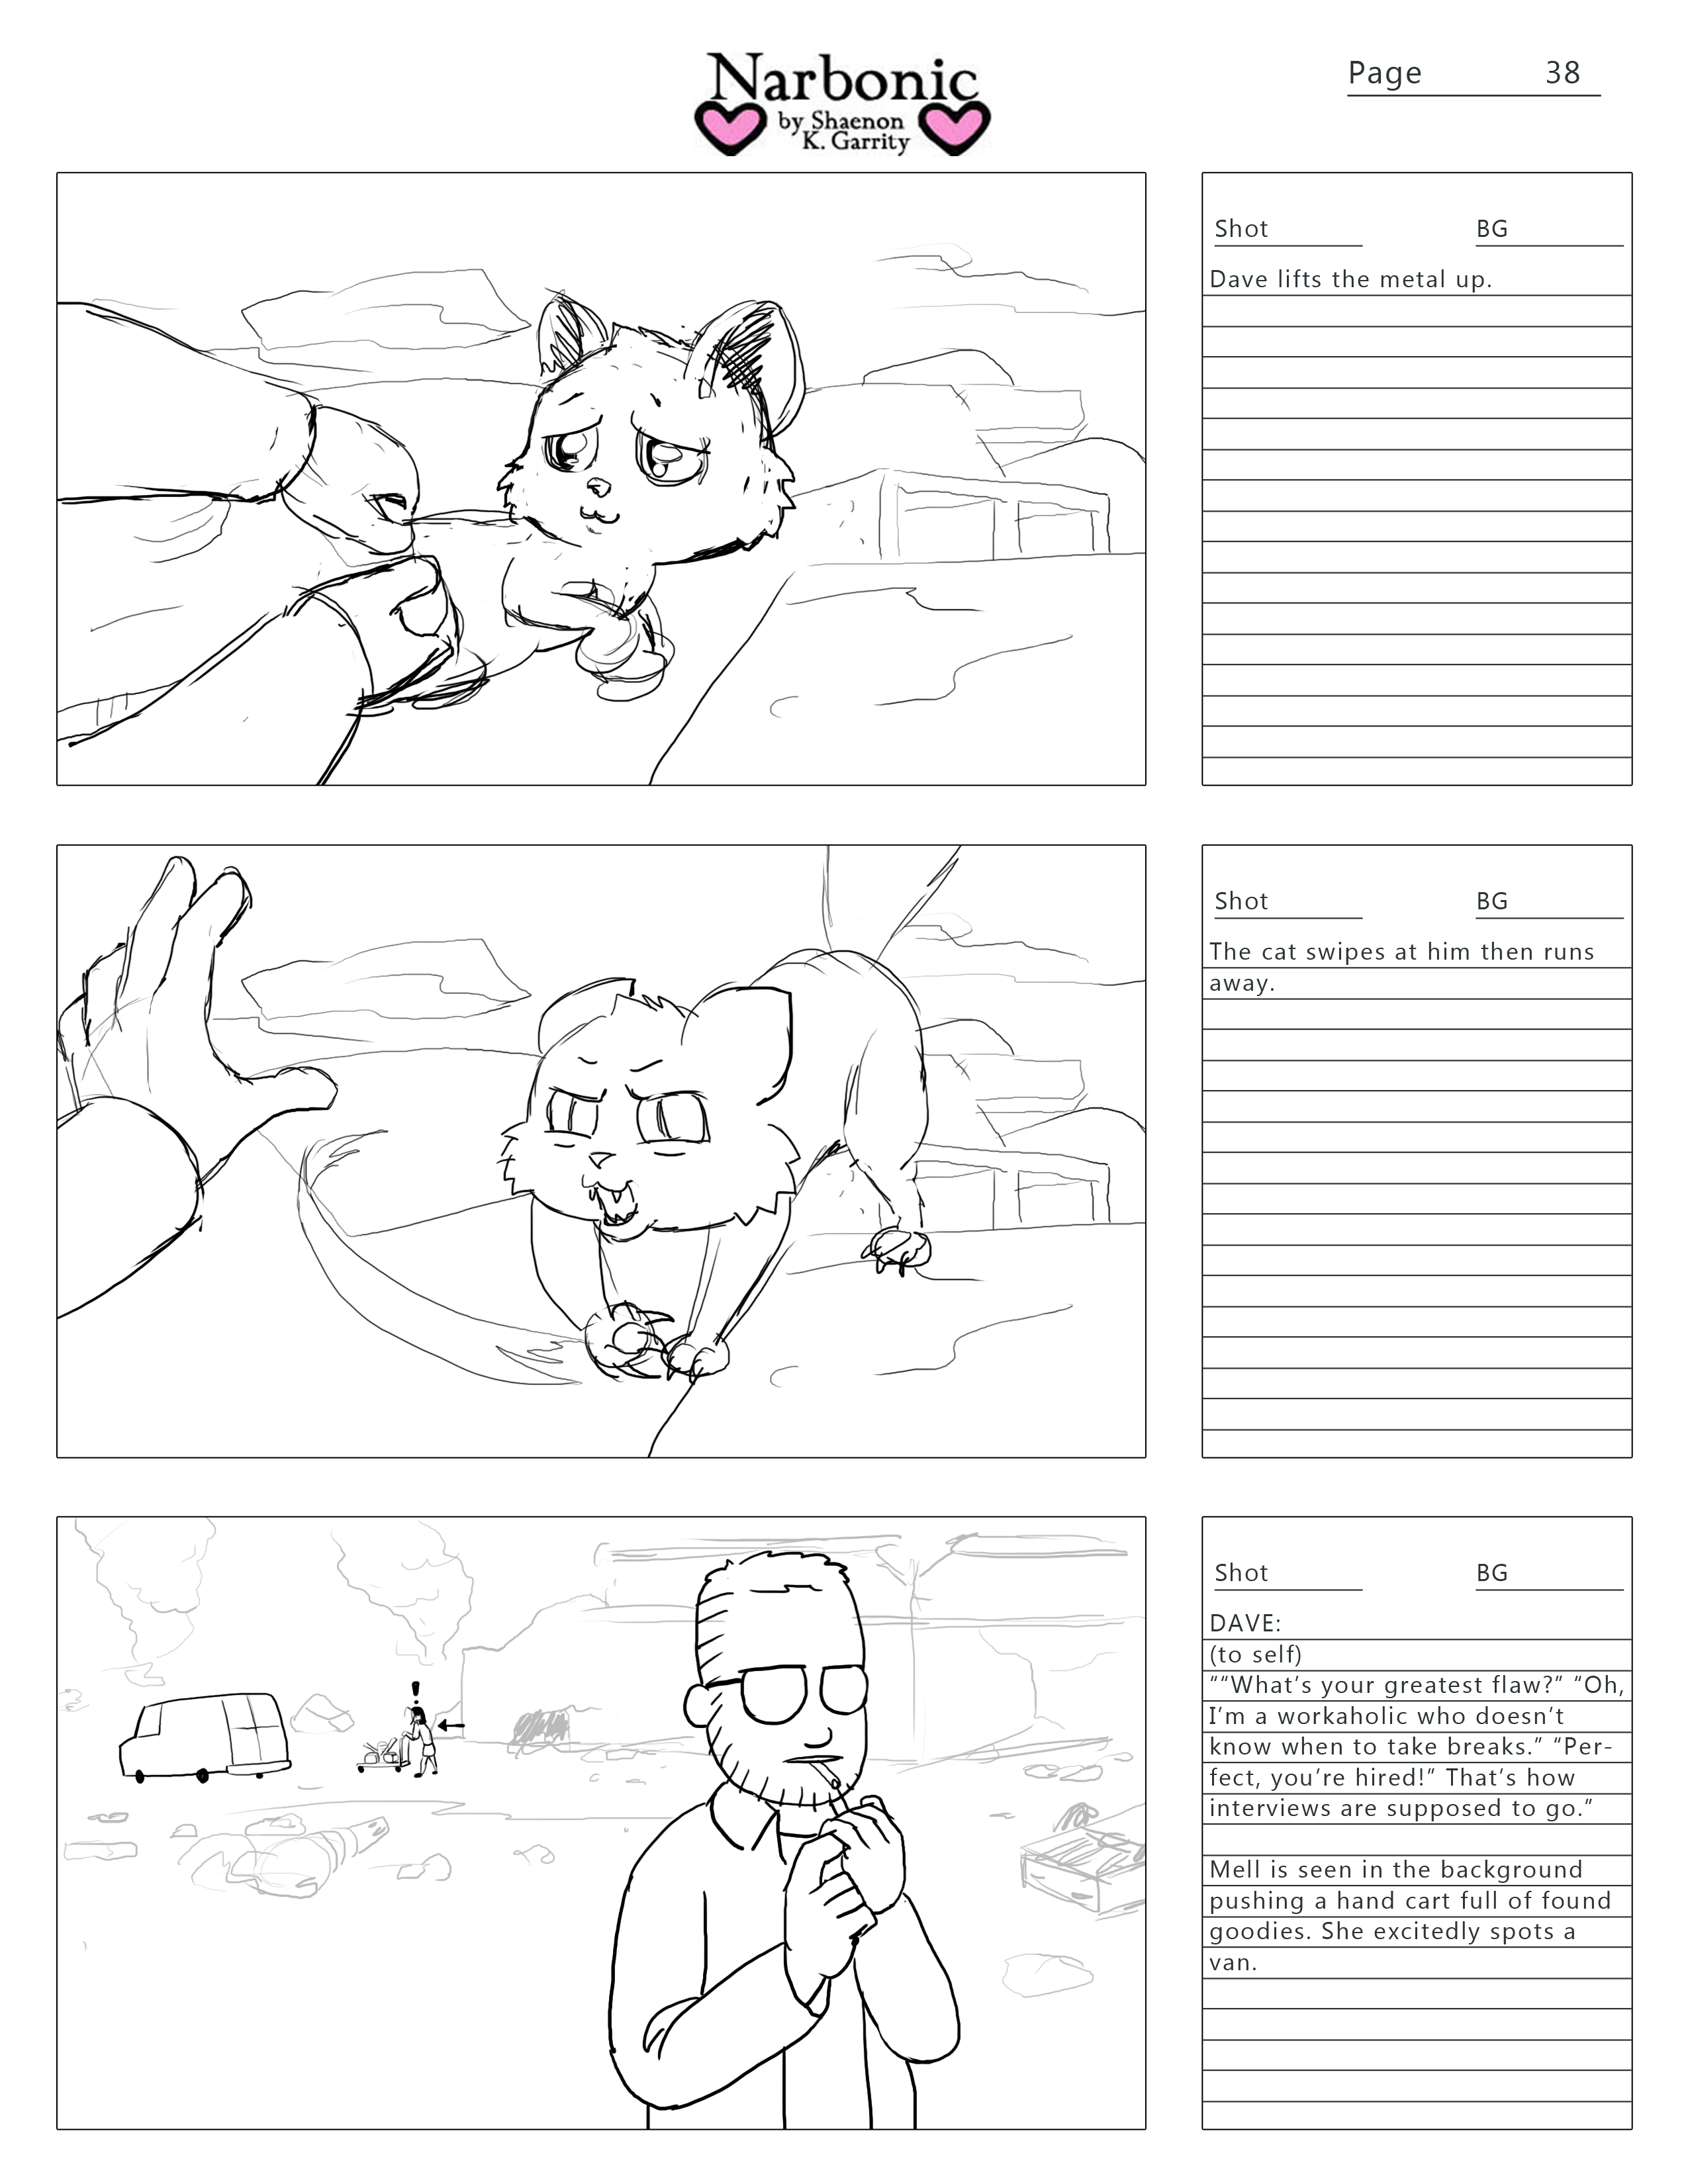 Narbonic
by Shaenon
K. Garrity
Page 38
Shot BG
Dave lifts the metal up.
Shot BG
The cat swipes at him then runs
away.
!
Shot BG
DAVE:
(to self)
““What’s your greatest flaw?” “Oh,
I’m a workaholic who doesn’t
know when to take breaks.” “Per-
fect, you’re hired!” That’s how
interviews are supposed to go.”
Mell is seen in the background
pushing a hand cart full of found
goodies. She excitedly spots a
van.